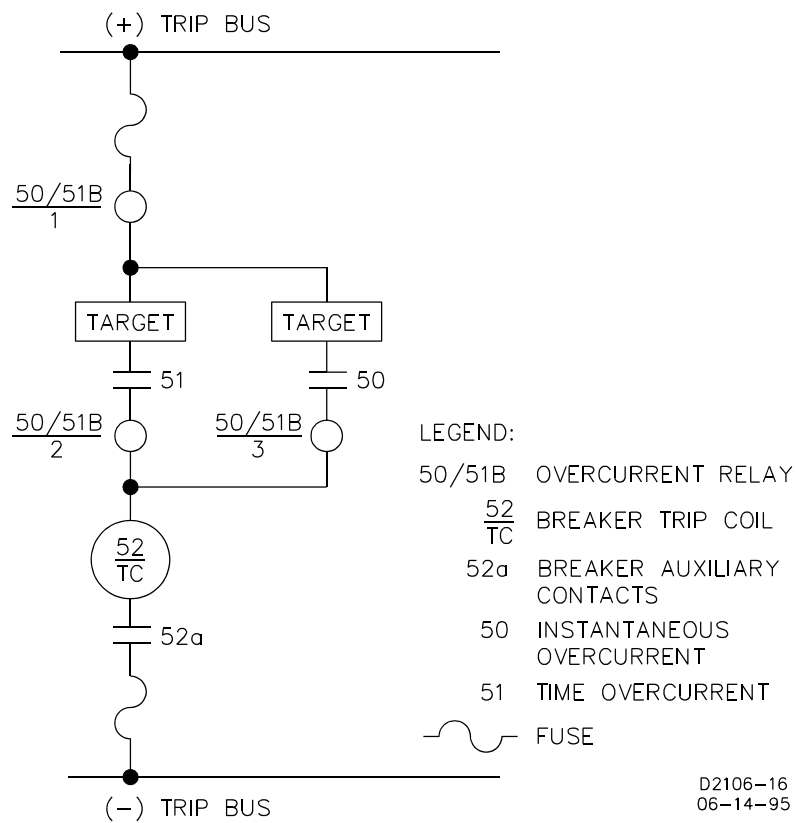 (+) TRIP BUS
50/51B
1
TARGET
TARGET
51
50
50/51B
2
50/51B
3
52
TC
52a
(−) TRIP BUS
LEGEND:
50/51B OVERCURRENT RELAY
52
TC BREAKER TRIP COIL
52a BREAKER AUXILIARY
CONTACTS
50 INSTANTANEOUS
OVERCURRENT
51 TIME OVERCURRENT
FUSE
D2106−16
06−14−95